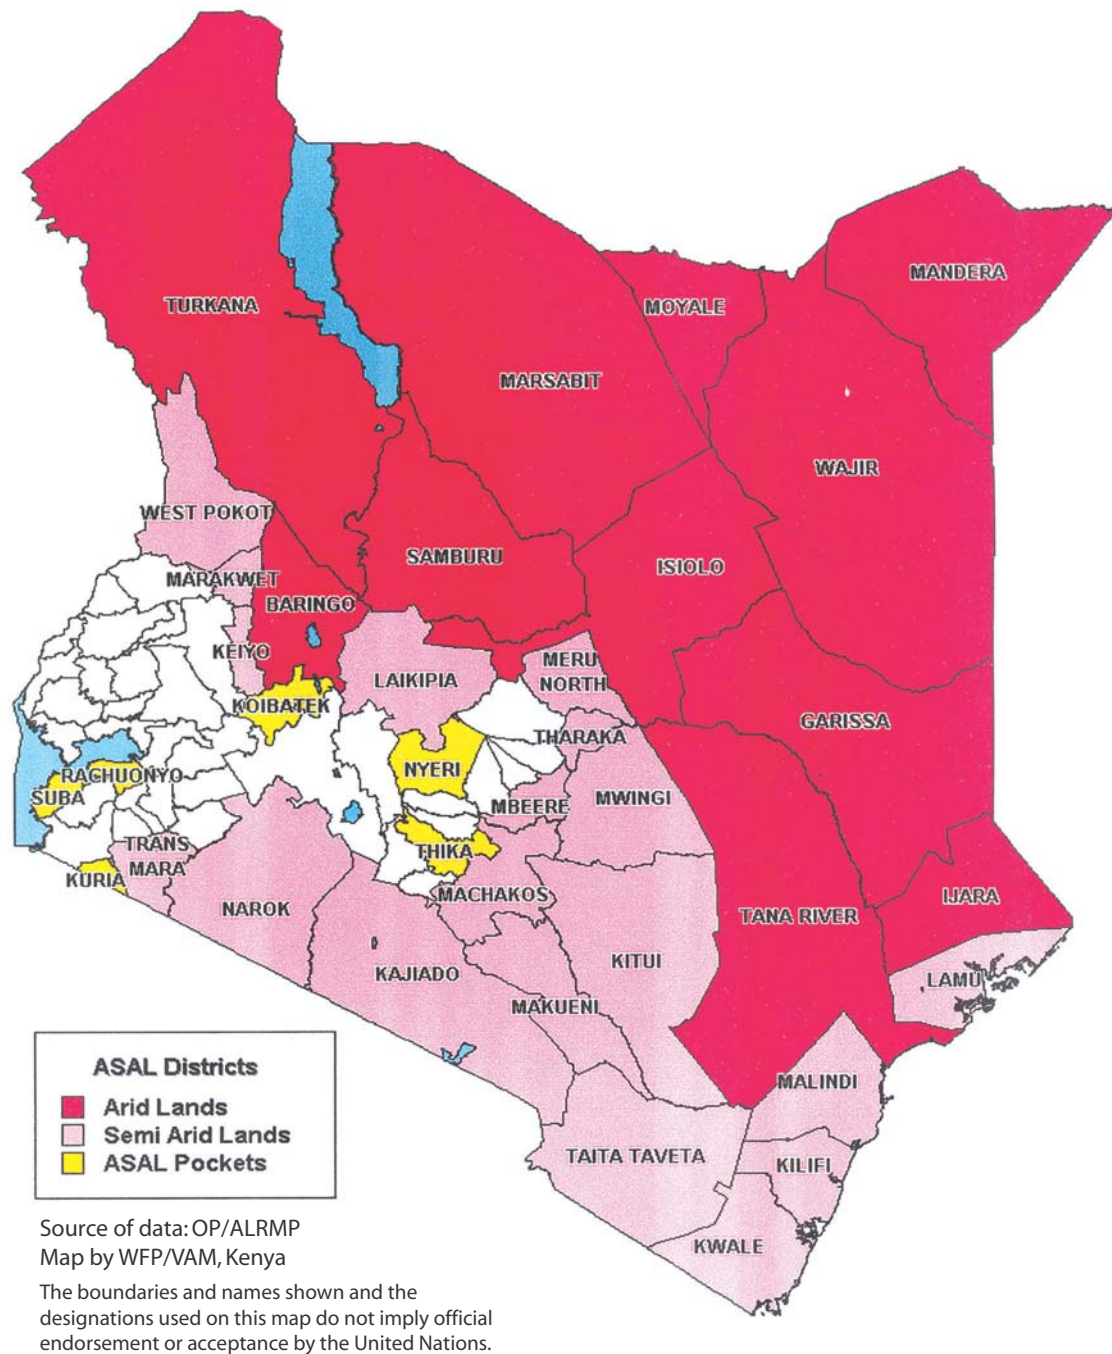 MANDERA
TURKANA
MOYALE
MARSABIT
WAJIR
WEST POKOT
SAMBURU
ISIOLO
MARAKWET
BARINGO
KEIYO
LAIKIPIA
MERU
NORTH
KOIBATEK
GARISSA
THARAKA
RACHUONYO
NYERI
SUBA
MBEERE
MWINGI
TRANS
MARA
THIKA
KURIA
MACHAKOS
IJARA
NAROK
TANA RIVER
KITUI
KAJIADO
LAMU
MAKUENI
MALINDI
TAITA TAVETA
KILIFI
KWALE
ASAL Districts
Arid Lands
Semi Arid Lands
ASAL Pockets
Source of data: OP/ALRMP
Map by WFP/VAM, Kenya
The boundaries and names shown and the
designations used on this map do not imply official
endorsement or acceptance by the United Nations.